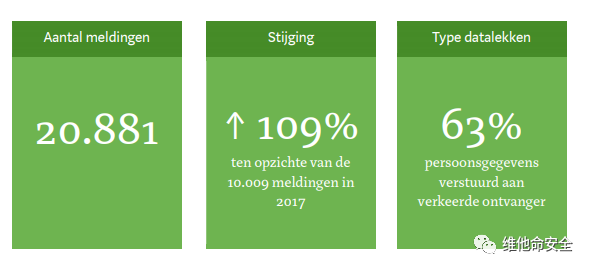 Aantal meldingen
20.881
Stijging
↑ 109%
ten opzichte van de
10.009 meldingen in
2017
Type datalekken
63%
persoonsgegevens
verstuurd aan
verkeerde ontvanger
维他命安全